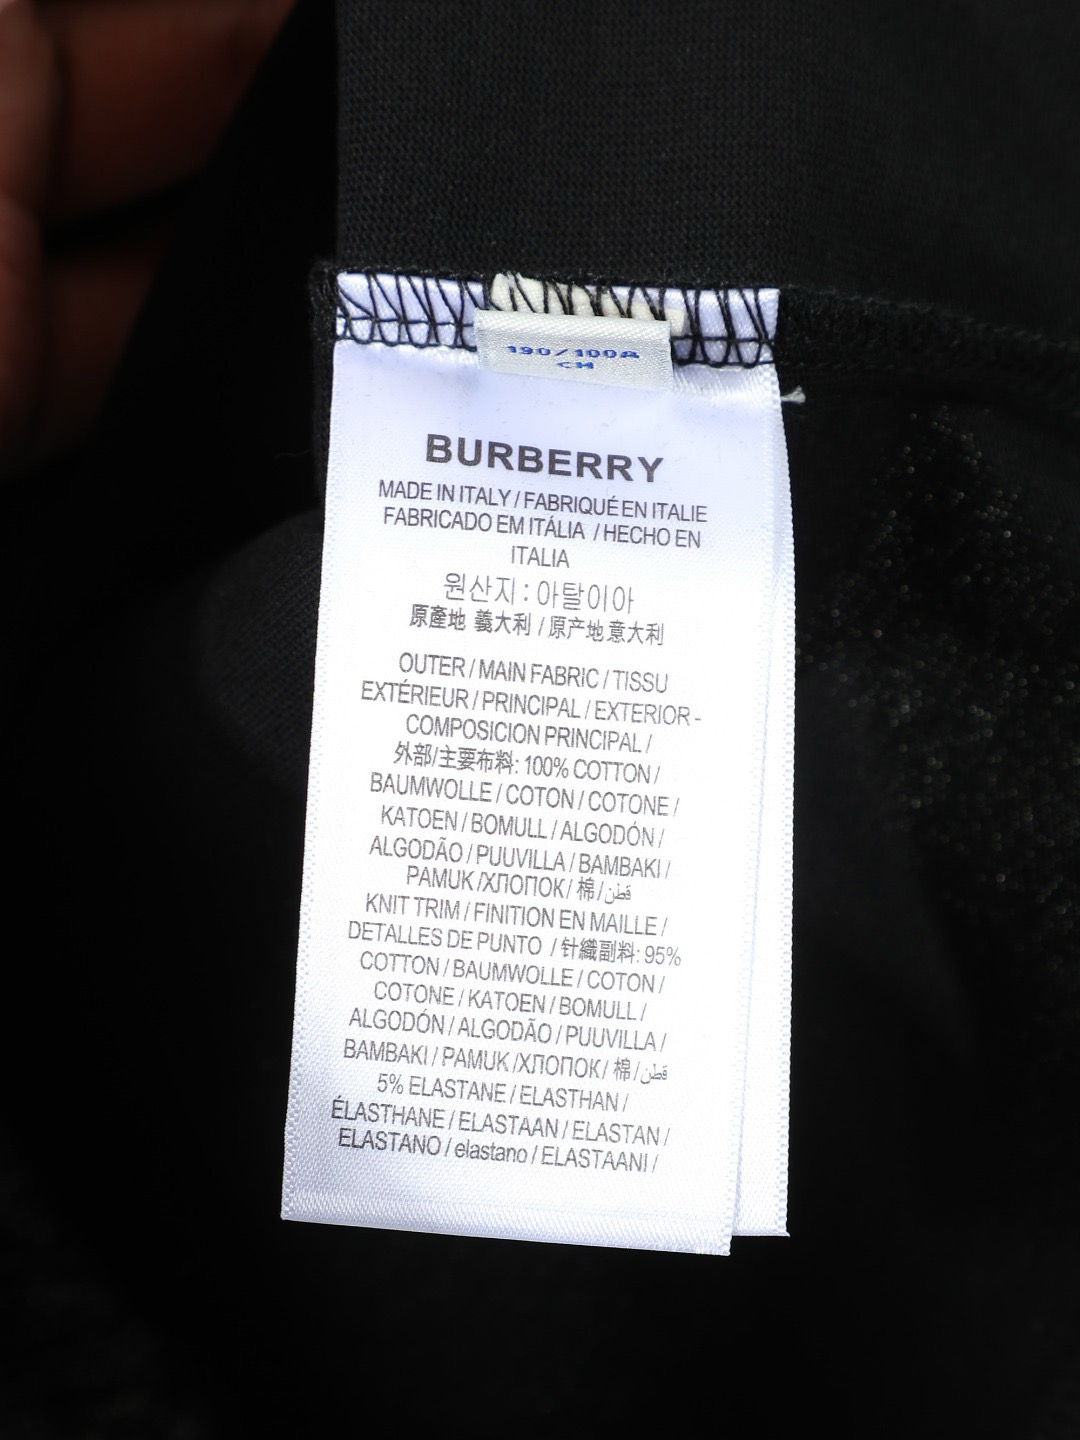 190/100A
CM
BURBERRY
MADE IN ITALY / FABRIQUÉ EN ITALIE
FABRICADO EM ITÁLIA / HECHO EN
ITALIA
원산지 : 아탈이아
原產地 義大利 / 原产地意大利
OUTER / MAIN FABRIC / TISSU
EXTÉRIEUR / PRINCIPAL / EXTERIOR -
COMPOSICION PRINCIPAL /
外部/主要布料: 100% COTTON /
BAUMWOLLE / COTON / COTONE /
KATOEN / BOMULL / ALGODÓN /
ALGODÃO / PUUVILLA / BAMBAKI /
PAMUK /ХЛОПОК/ 棉 /قطن
KNIT TRIM / FINITION EN MAILLE /
DETALLES DE PUNTO / 针織副料: 95%
COTTON / BAUMWOLLE / COTON /
COTONE / KATOEN / BOMULL /
ALGODÓN / ALGODÃO / PUUVILLA /
BAMBAKI / PAMUK /ХЛОПОК/ 棉 /قطن
5% ELASTANE / ELASTHAN /
ÉLASTHANE / ELASTAAN / ELASTAN /
ELASTANO / elastano / ELASTAANI /